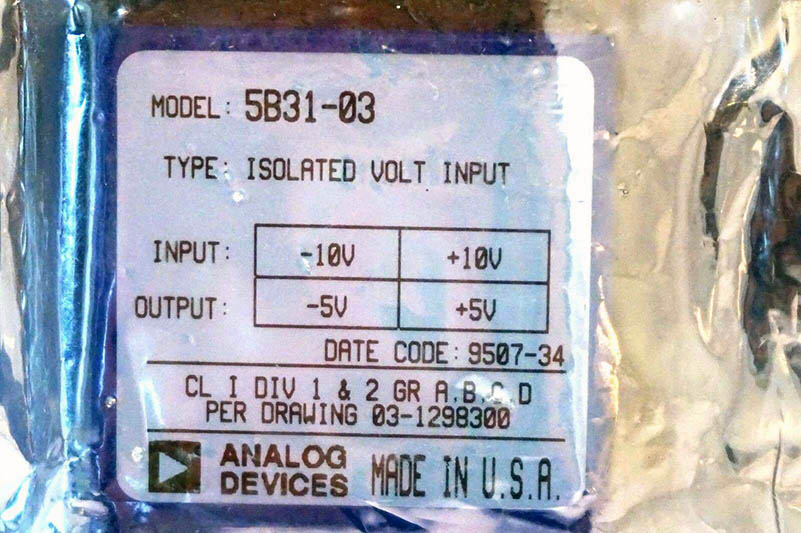 MODEL: 5B31-03
TYPE: ISOLATED VOLT INPUT
INPUT: -10V +10V
OUTPUT: -5V +5V
DATE CODE: 9507-34
CL I DIV 1 & 2 GR A,B,C,D
PER DRAWING 03-1298300
ANALOG DEVICES MADE IN U.S.A.